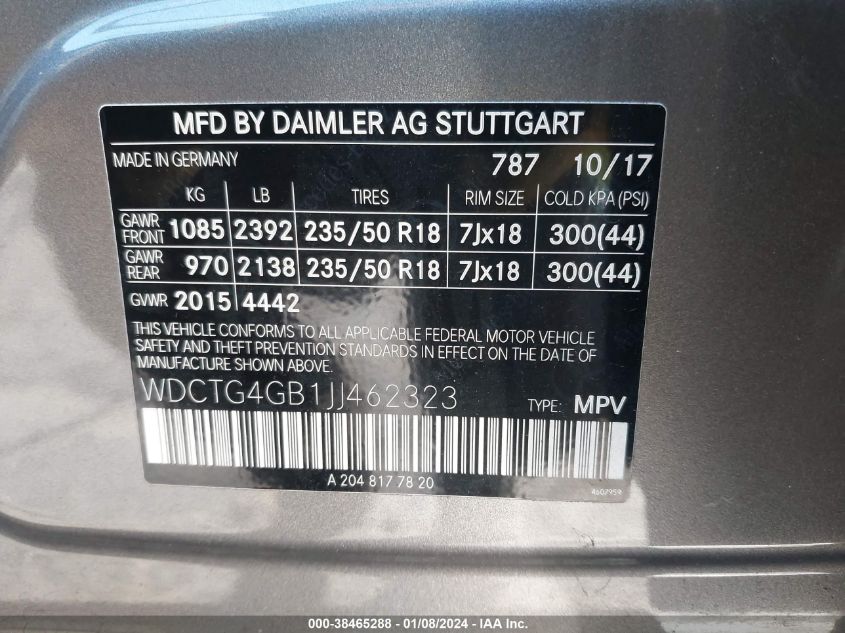 MFD BY DAIMLER AG STUTTGART
MADE IN GERMANY 787 10/17
KG LB TIRES RIM SIZE COLD KPA (PSI)
GAWR FRONT 1085 2392 235/50 R18 7Jx18 300(44)
GAWR REAR 970 2138 235/50 R18 7Jx18 300(44)
GVWR 2015 4442
THIS VEHICLE CONFORMS TO ALL APPLICABLE FEDERAL MOTOR VEHICLE
SAFETY AND THEFT PREVENTION STANDARDS IN EFFECT ON THE DATE OF
MANUFACTURE SHOWN ABOVE.
WDCTG4GB1JJ462323 TYPE: MPV
A 204 817 78 20
4607959
000-38465288 - 01/08/2024 - IAA Inc.